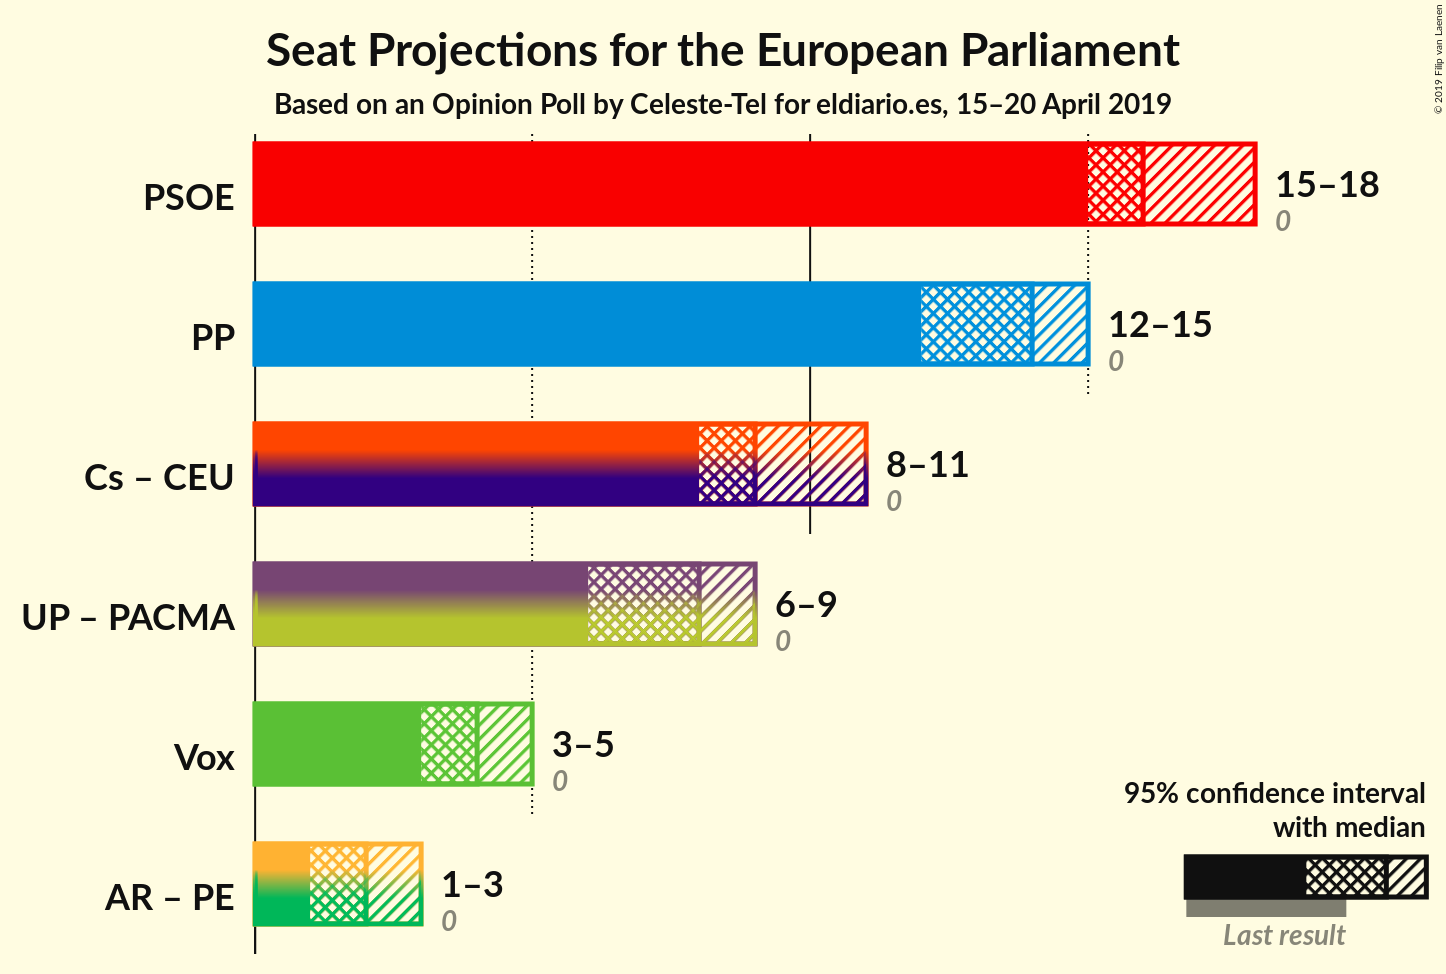 Seat Projections for the European Parliament
Based on an Opinion Poll by Celeste-Tel for eldiario.es, 15–20 April 2019
© 2019 Filip van Laenen
PSOE
15–18
0
PP
12–15
0
Cs – CEU
8–11
0
UP – PACMA
6–9
0
Vox
3–5
0
AR – PE
1–3
0
95% confidence interval
with median
Last result